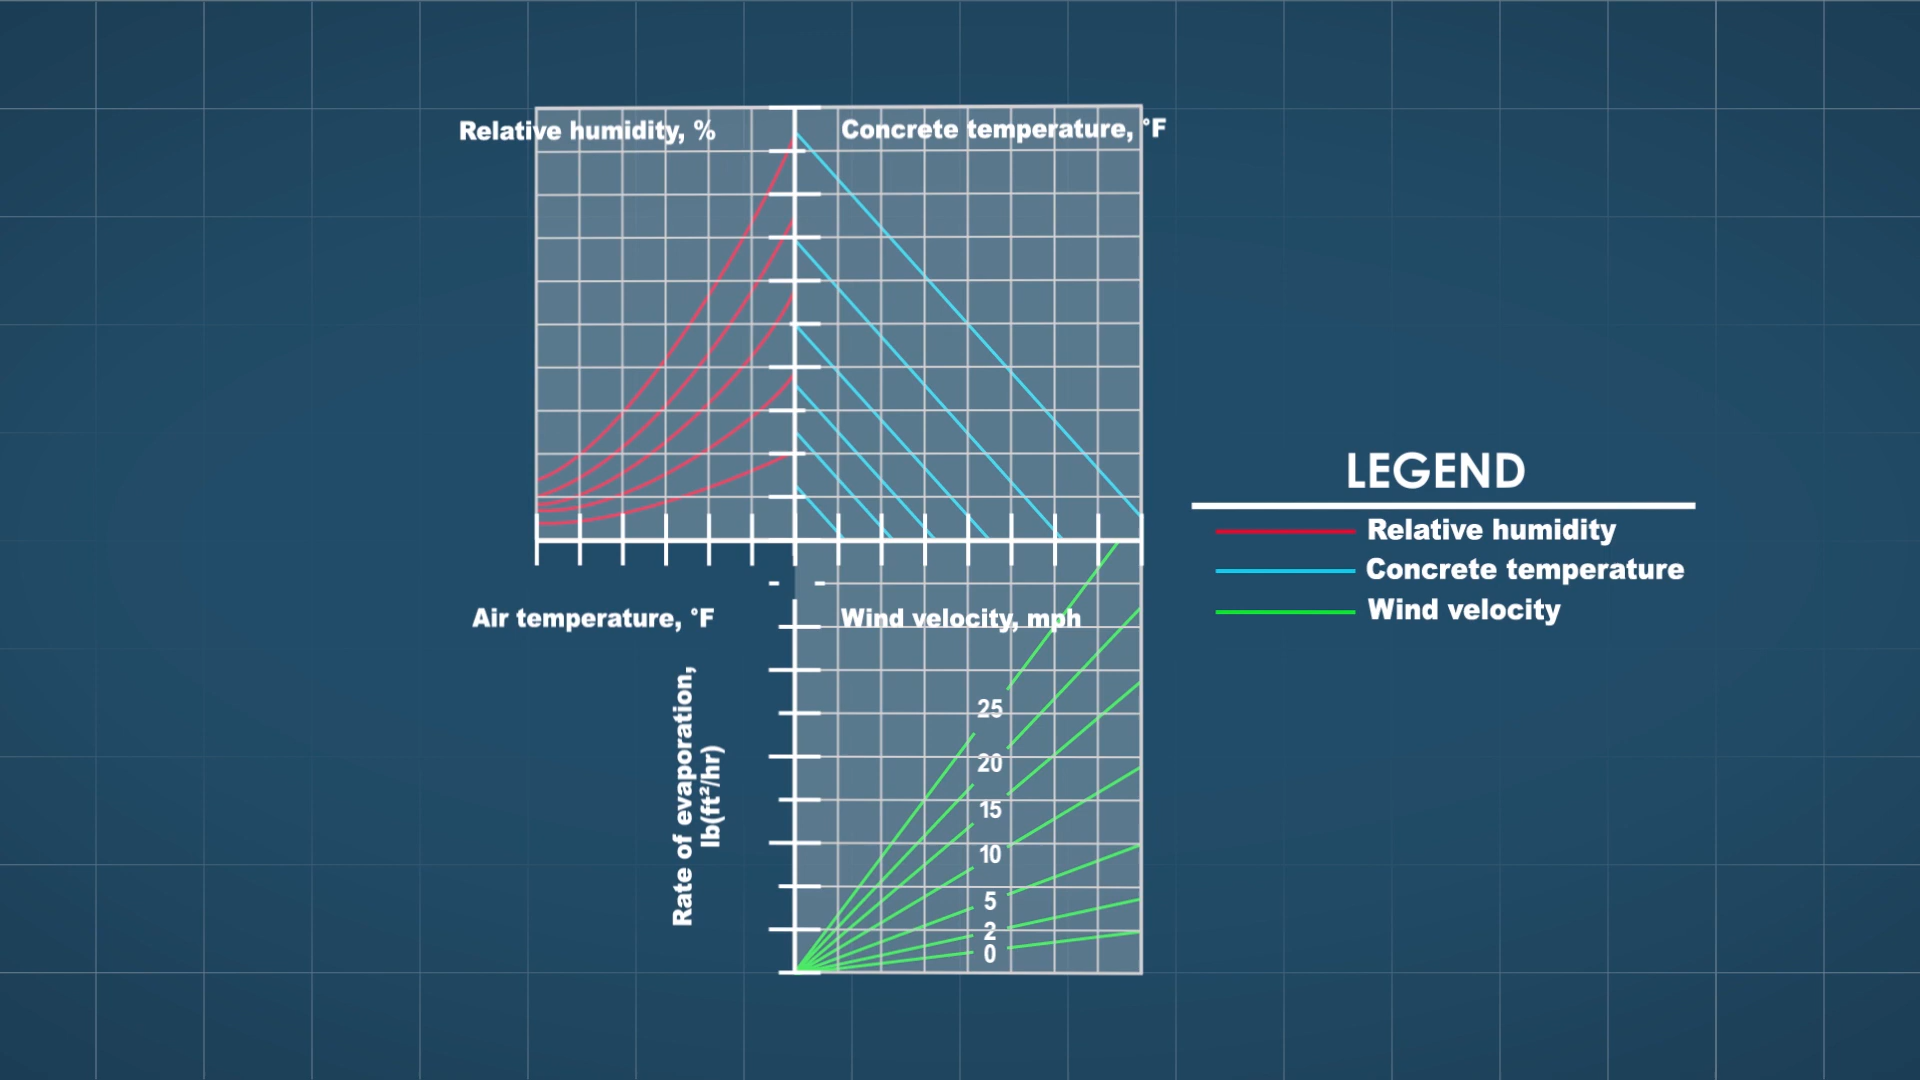 Relative humidity, %
Concrete temperature, °F
LEGEND
Relative humidity
Concrete temperature
Wind velocity
Air temperature, °F
Wind velocity, mph
Rate of evaporation,
lb(ft²/hr)
25
20
15
10
5
2
0